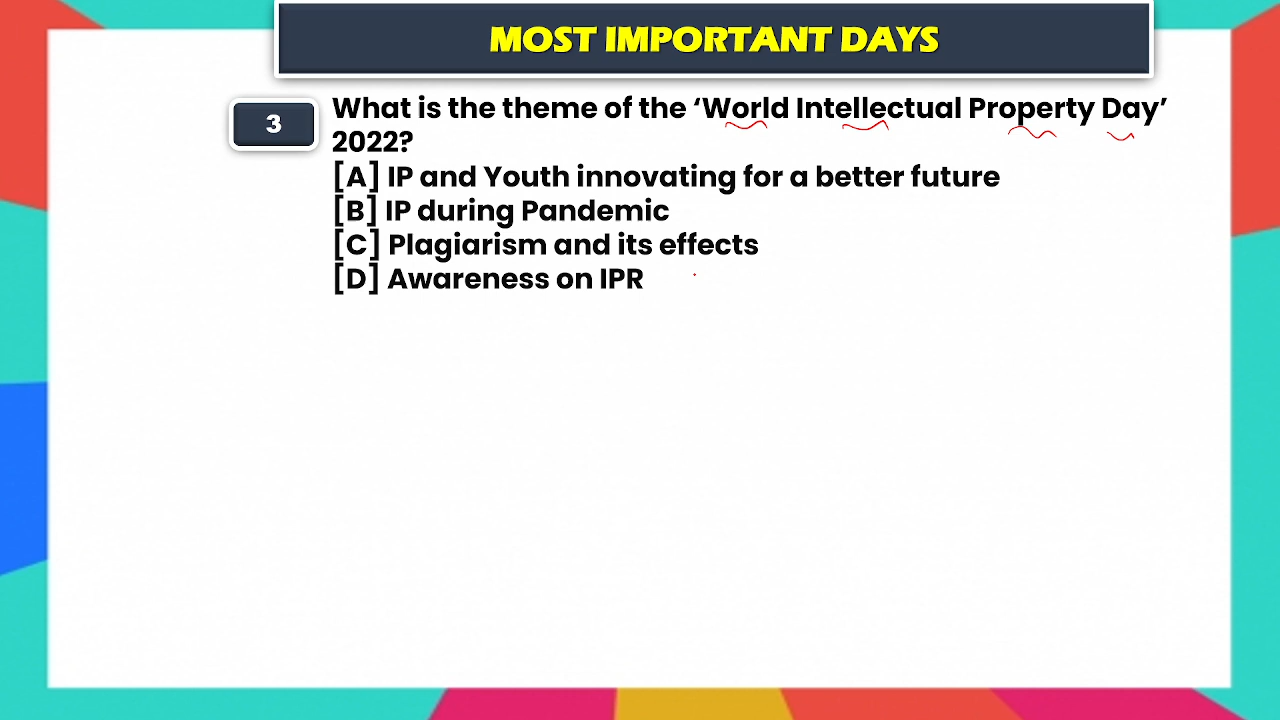 MOST IMPORTANT DAYS
3
What is the theme of the ‘World Intellectual Property Day’
2022?
[A] IP and Youth innovating for a better future
[B] IP during Pandemic
[C] Plagiarism and its effects
[D] Awareness on IPR